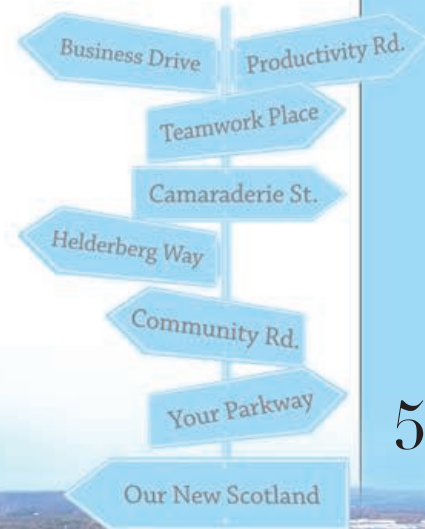 Business Drive
Productivity Rd.
Teamwork Place
Camaraderie St.
Helderberg Way
Community Rd.
Your Parkway
5
Our New Scotland